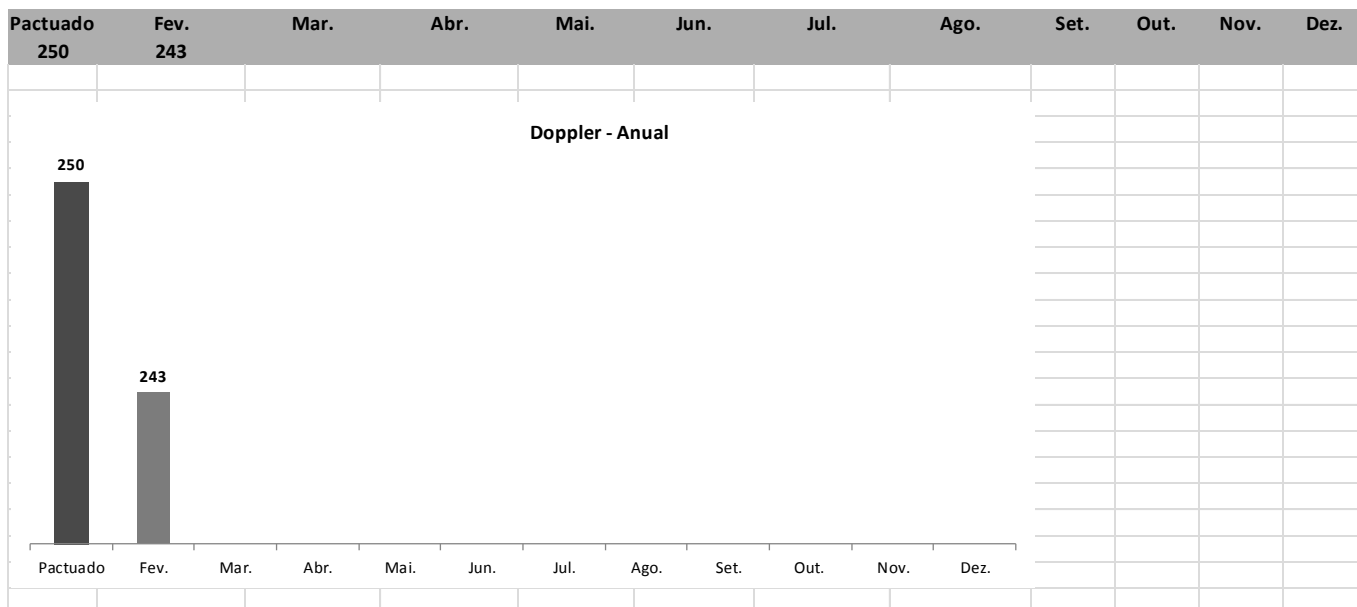 Pactuado Fev. Mar. Abr. Mai. Jun. Jul. Ago. Set. Out. Nov. Dez.
250 243
Doppler - Anual
250
243
Pactuado Fev. Mar. Abr. Mai. Jun. Jul. Ago. Set. Out. Nov. Dez.